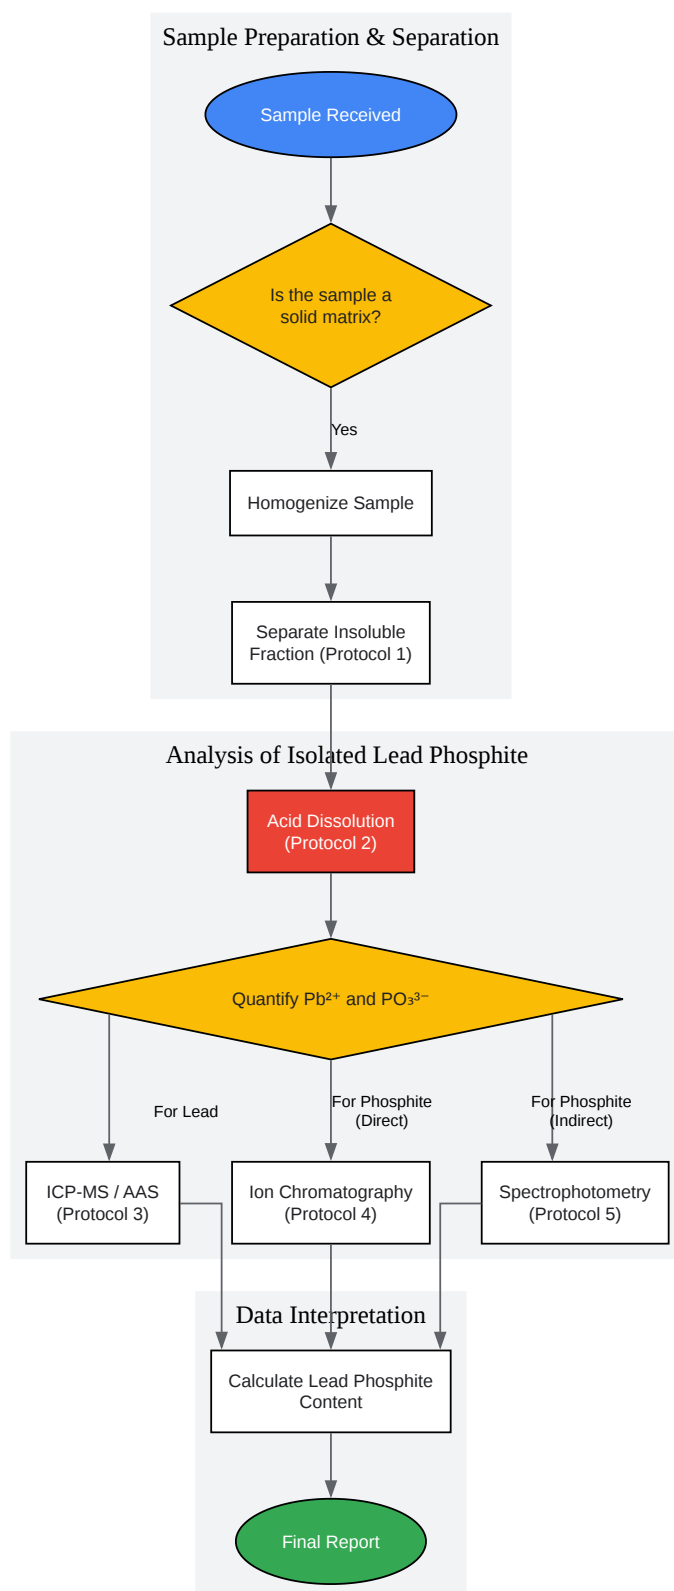 Sample Preparation & Separation
Sample Received
Is the sample a
solid matrix?
Yes
Homogenize Sample
Separate Insoluble
Fraction (Protocol 1)
Analysis of Isolated Lead Phosphite
Acid Dissolution
(Protocol 2)
Quantify Pb²⁺ and PO₃³⁻
For Lead
For Phosphite
(Direct)
For Phosphite
(Indirect)
ICP-MS / AAS
(Protocol 3)
Ion Chromatography
(Protocol 4)
Spectrophotometry
(Protocol 5)
Data Interpretation
Calculate Lead Phosphite
Content
Final Report